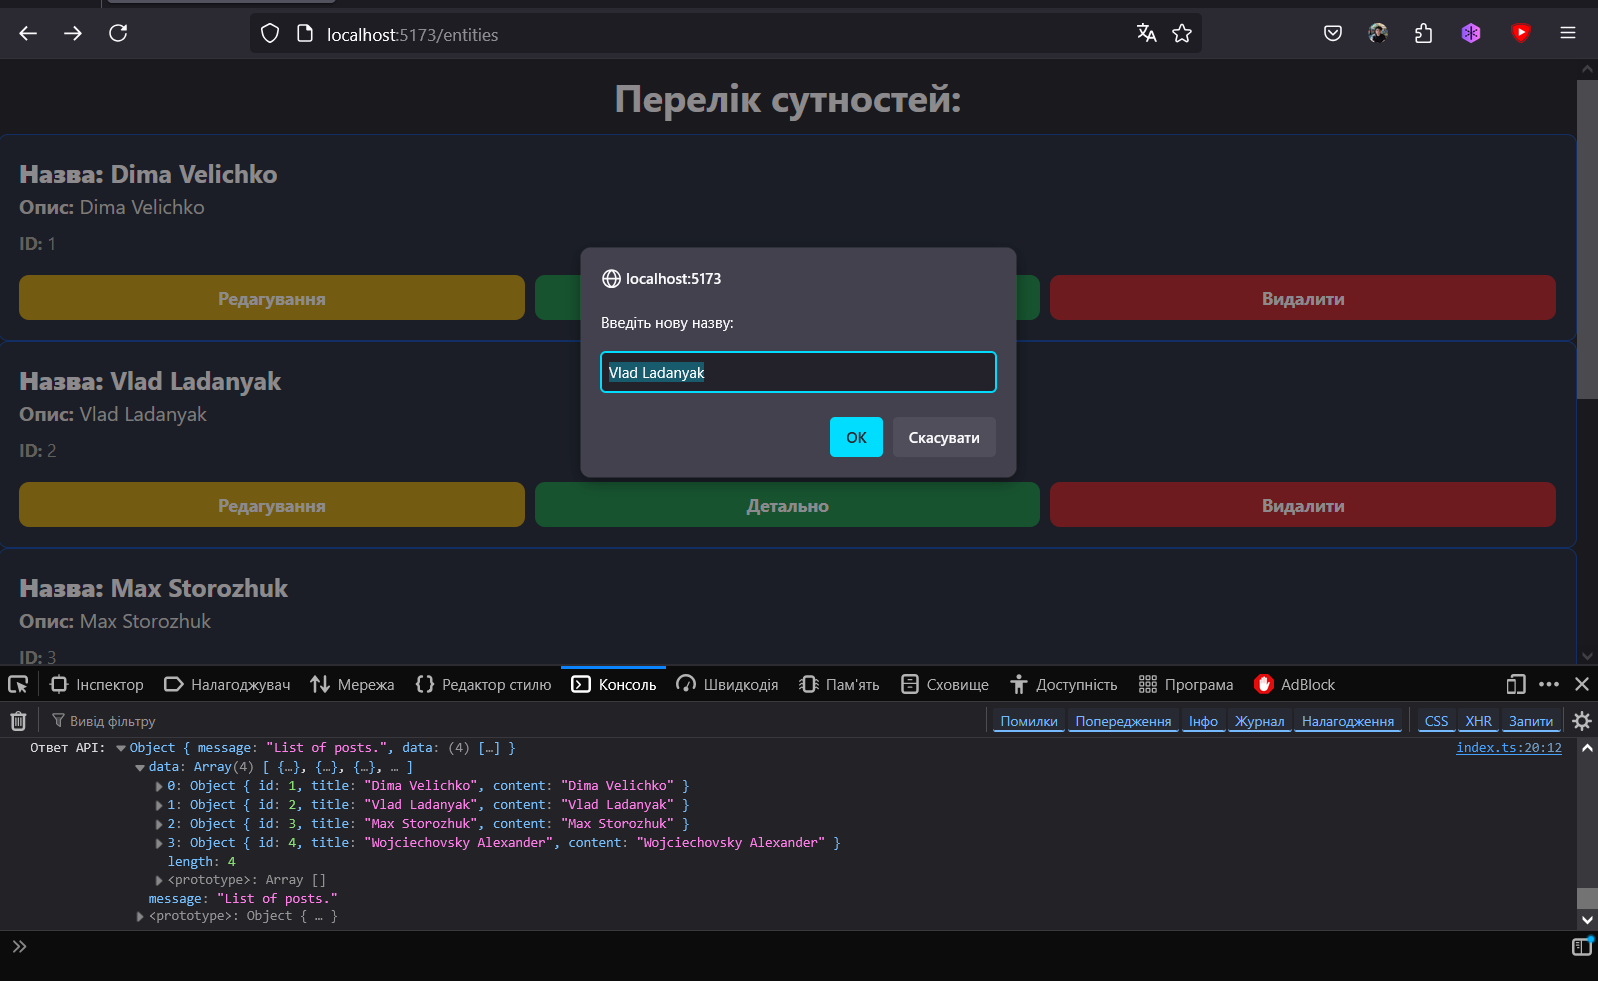 localhost:5173/entities
Перелік сутностей:
Назва: Dima Velichko
Опис: Dima Velichko
ID: 1
Редагування
Видалити
localhost:5173
Введіть нову назву:
Vlad Ladanyak
ОК
Скасувати
Назва: Vlad Ladanyak
Опис: Vlad Ladanyak
ID: 2
Редагування Детально Видалити
Назва: Max Storozhuk
Опис: Max Storozhuk
ID: 3
Інспектор Налагоджувач Мережа Редактор стилю Консоль Швидкодія Пам'ять Сховище Доступність Програма AdBlock
Вивід фільтру Помилки Попередження Інфо Журнал Налагодження CSS XHR Запити
Ответ API: Object { message: "List of posts.", data: (4) […] } index.ts:20:12
data: Array(4) [ {…}, {…}, {…}, … ]
0: Object { id: 1, title: "Dima Velichko", content: "Dima Velichko" }
1: Object { id: 2, title: "Vlad Ladanyak", content: "Vlad Ladanyak" }
2: Object { id: 3, title: "Max Storozhuk", content: "Max Storozhuk" }
3: Object { id: 4, title: "Wojciechovsky Alexander", content: "Wojciechovsky Alexander" }
length: 4
<prototype>: Array []
message: "List of posts."
<prototype>: Object { … }